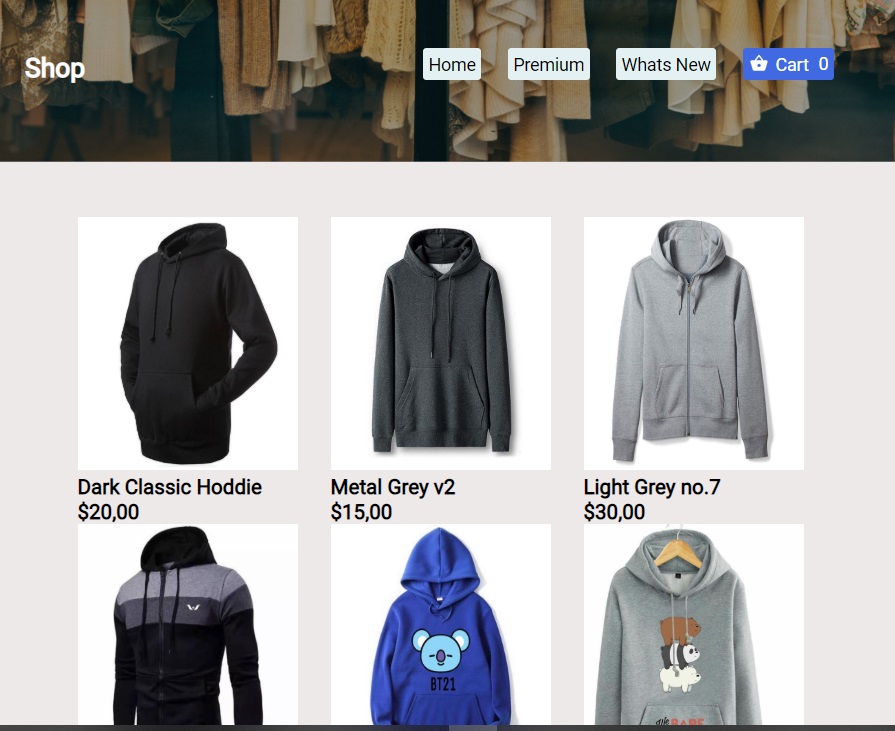 Shop
Home
Premium
Whats New
Cart 0
Dark Classic Hoddie
Metal Grey v2
Light Grey no.7
$20,00
$15,00
$30,00
BT21
We BARE